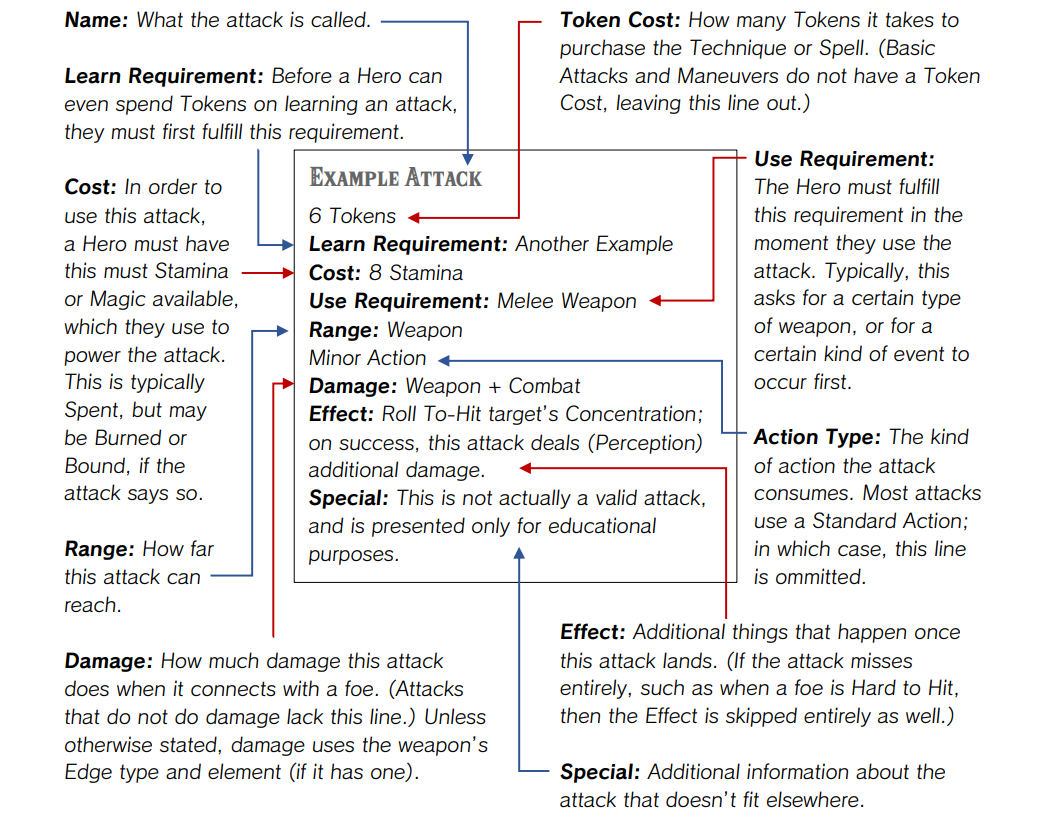 Name: What the attack is called.
Learn Requirement: Before a Hero can
even spend Tokens on learning an attack,
they must first fulfill this requirement.
Cost: In order to
use this attack,
a Hero must have
this must Stamina
or Magic available,
which they use to
power the attack.
This is typically
Spent, but may
be Burned or
Bound, if the
attack says so.
Range: How far
this attack can
reach.
Damage: How much damage this attack
does when it connects with a foe. (Attacks
that do not do damage lack this line.) Unless
otherwise stated, damage uses the weapon's
Edge type and element (if it has one).
EXAMPLE ATTACK
6 Tokens
Learn Requirement: Another Example
Cost: 8 Stamina
Use Requirement: Melee Weapon
Range: Weapon
Minor Action
Damage: Weapon + Combat
Effect: Roll To-Hit target's Concentration;
on success, this attack deals (Perception)
additional damage.
Special: This is not actually a valid attack,
and is presented only for educational
purposes.
Token Cost: How many Tokens it takes to
purchase the Technique or Spell. (Basic
Attacks and Maneuvers do not have a Token
Cost, leaving this line out.)
Use Requirement:
The Hero must fulfill
this requirement in the
moment they use the
attack. Typically, this
asks for a certain type
of weapon, or for a
certain kind of event to
occur first.
Action Type: The kind
of action the attack
consumes. Most attacks
use a Standard Action;
in which case, this line
is ommitted.
Effect: Additional things that happen once
this attack lands. (If the attack misses
entirely, such as when a foe is Hard to Hit,
then the Effect is skipped entirely as well.)
Special: Additional information about the
attack that doesn't fit elsewhere.